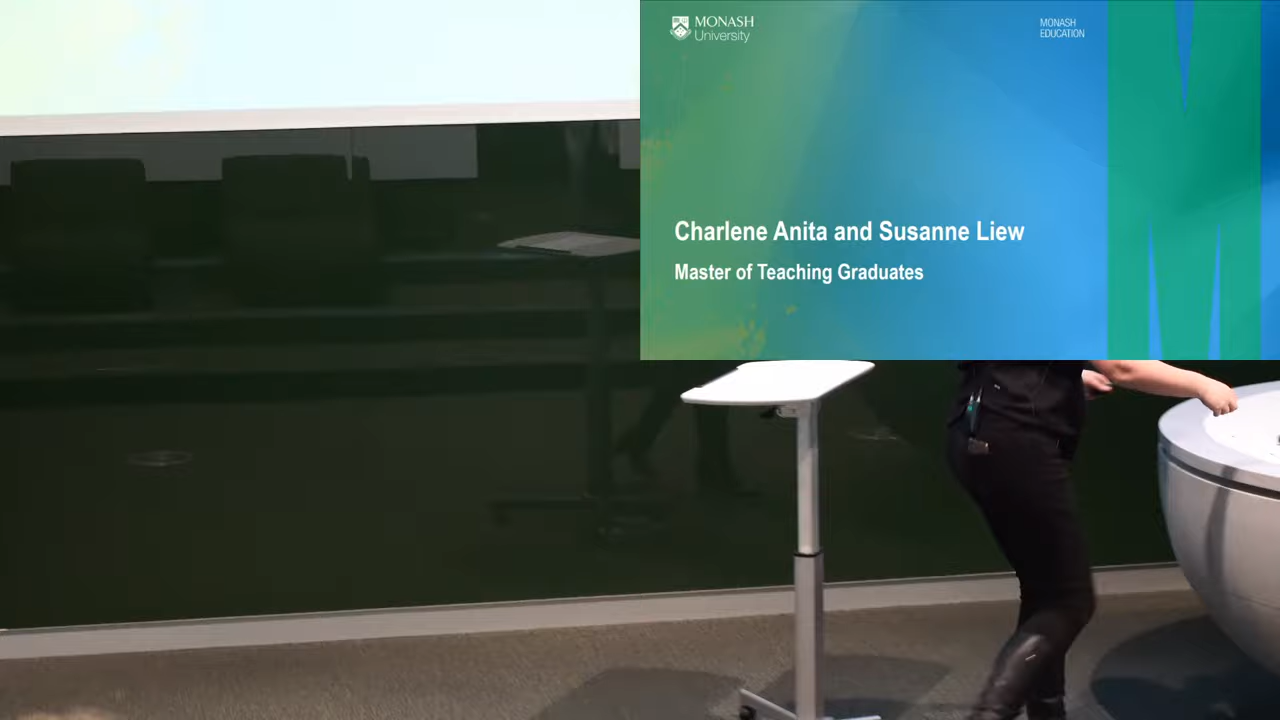 MONASH
University
MONASH
EDUCATION
Charlene Anita and Susanne Liew
Master of Teaching Graduates